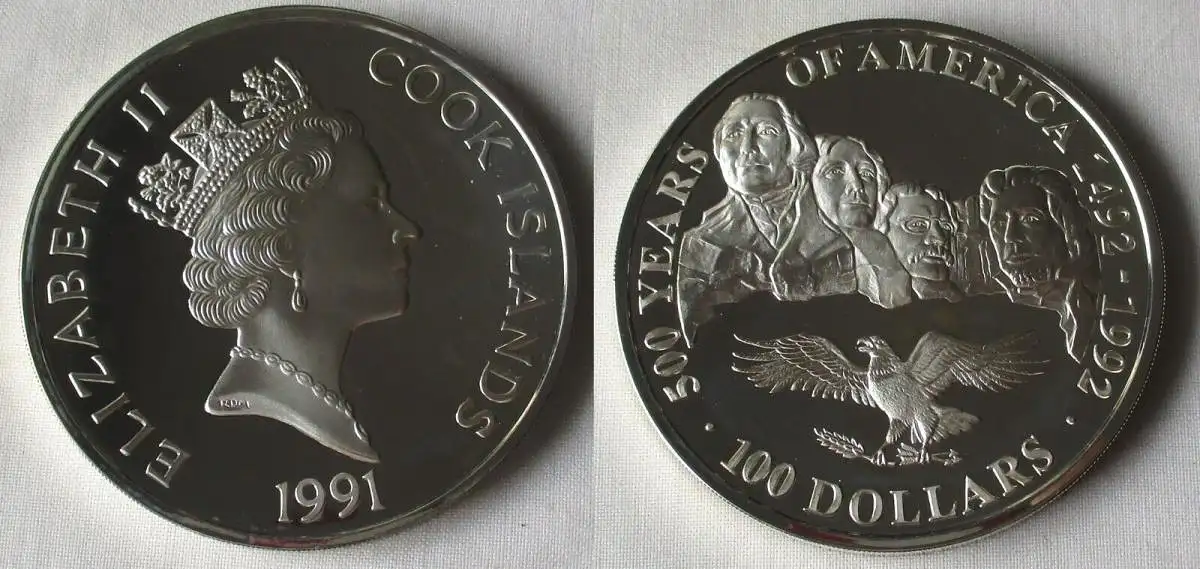 ELIZABETH II
COOK ISLANDS
RDM
1991
500 YEARS OF AMERICA 1492-1992
· 100 DOLLARS ·